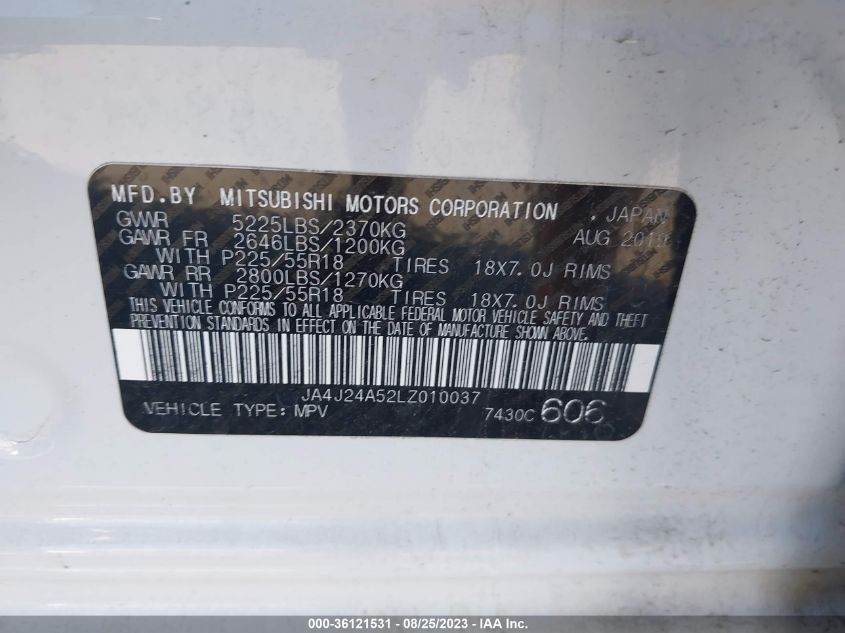 MFD.BY MITSUBISHI MOTORS CORPORATION , JAPAN
GVWR 5225LBS/2370KG AUG 2019
GAWR FR 2646LBS/1200KG
WITH P225/55R18 TIRES 18X7.0J RIMS
GAWR RR 2800LBS/1270KG
WITH P225/55R18 TIRES 18X7.0J RIMS
THIS VEHICLE CONFORMS TO ALL APPLICABLE FEDERAL MOTOR VEHICLE SAFETY AND THEFT
PREVENTION STANDARDS IN EFFECT ON THE DATE OF MANUFACTURE SHOWN ABOVE.
JA4J24A52LZ010037
VEHICLE TYPE: MPV 7430C 606
000-36121531 - 08/25/2023 - © IAA Inc.